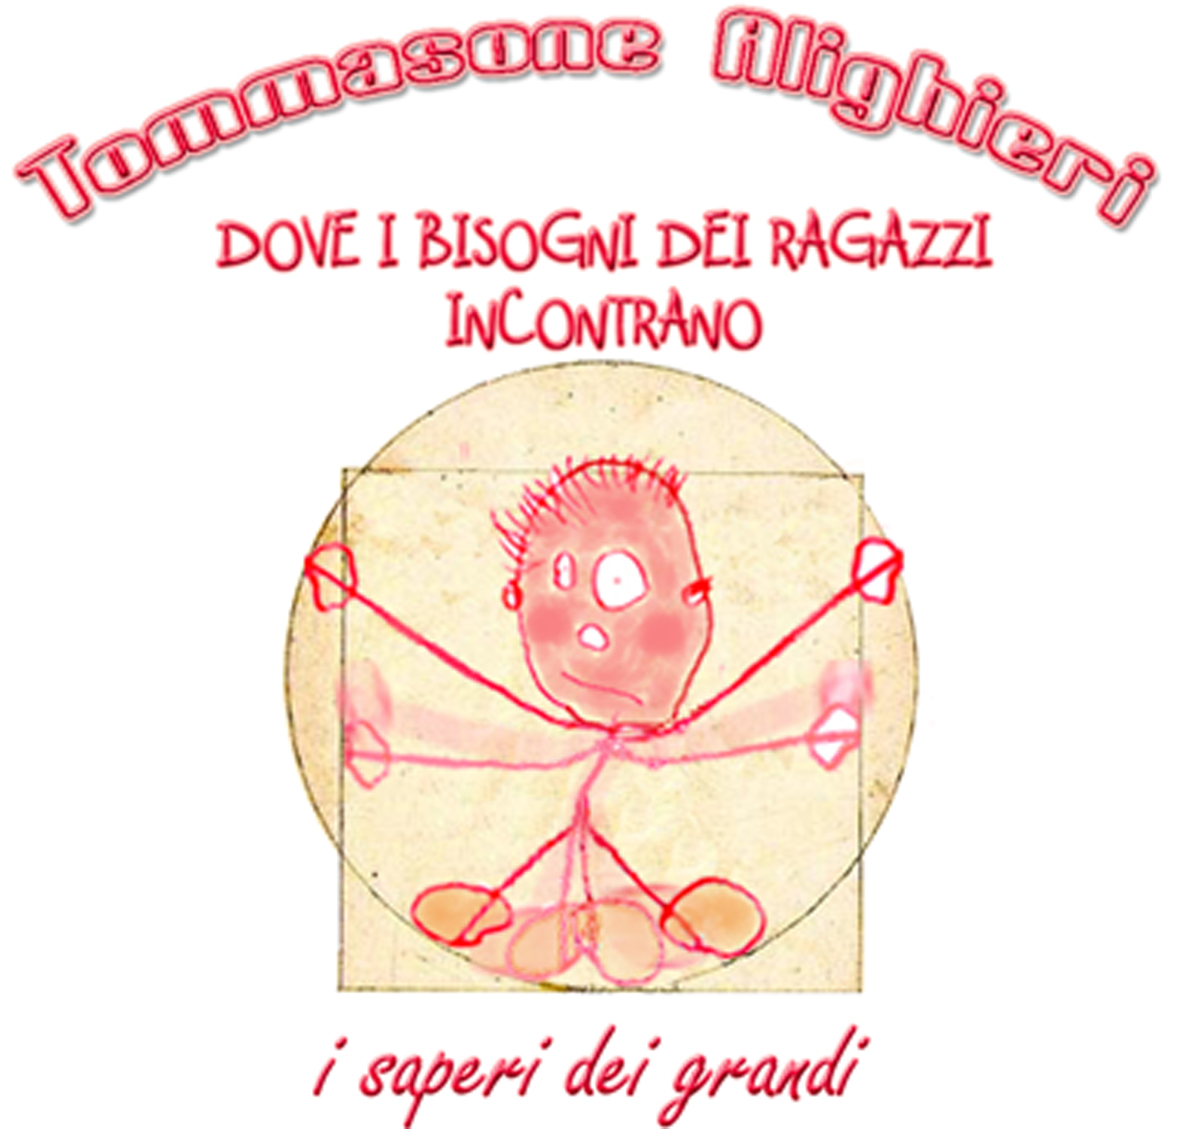 Tommasone Alighieri
DOVE I BISOGNI DEI RAGAZZI
INCONTRANO
i saperi dei grandi